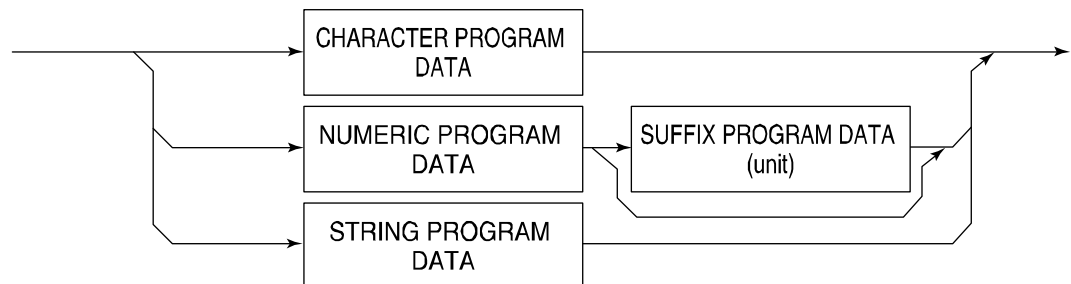 CHARACTER PROGRAM
DATA
NUMERIC PROGRAM
DATA
SUFFIX PROGRAM DATA
(unit)
STRING PROGRAM
DATA